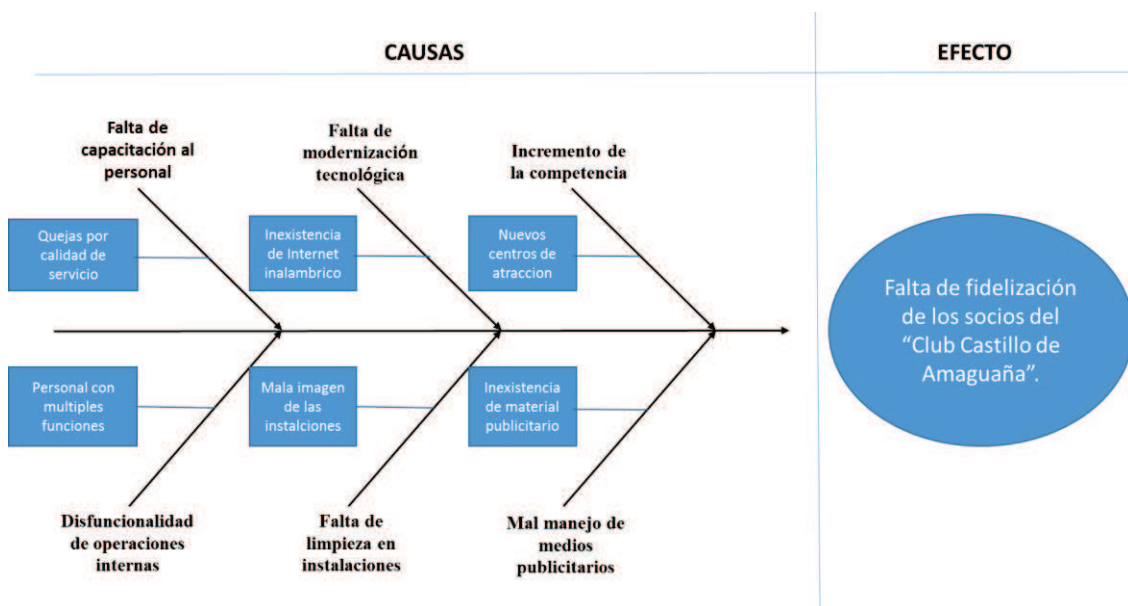 CAUSAS
EFECTO
Falta de
capacitación al
personal
Falta de
modernización
tecnológica
Incremento de
la competencia
Quejas por
calidad de
servicio
Inexistencia
de Internet
inalambrico
Nuevos
centros de
atraccion
Falta de fidelización
de los socios del
“Club Castillo de
Amaguaña”.
Personal con
multiples
funciones
Mala imagen
de las
instalciones
Inexistencia
de material
publicitario
Disfuncionalidad
de operaciones
internas
Falta de
limpieza en
instalaciones
Mal manejo de
medios
publicitarios